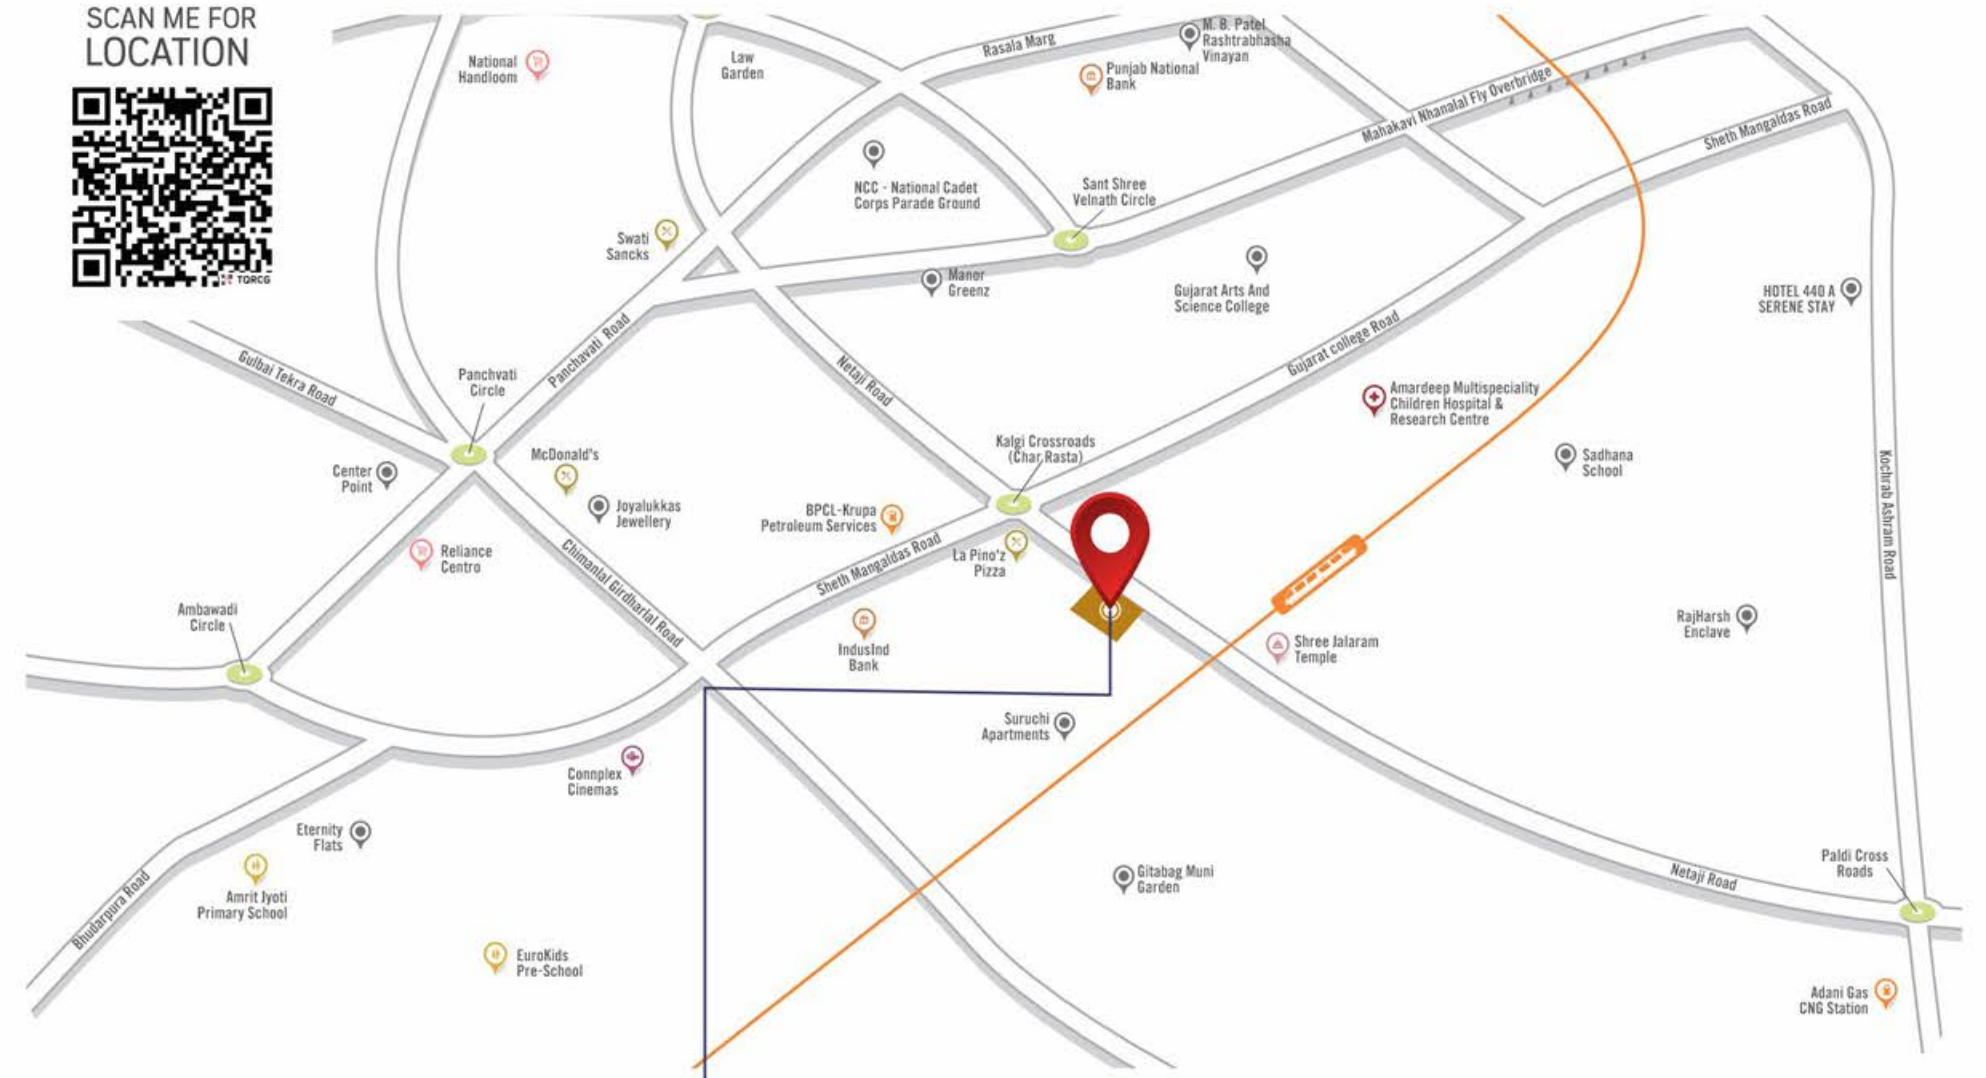 SCAN ME FOR
LOCATION
TQRCG
National
Handloom
Law
Garden
Rasala Marg
M. B. Patel
Rashtrabhasha
Vinayan
Punjab National
Bank
Mahakavi Nhanalal Fly Overbridge
Sheth Mangaldas Road
NCC - National Cadet
Corps Parade Ground
Sant Shree
Velnath Circle
Swati
Sancks
Manor
Greenz
Gujarat Arts And
Science College
HOTEL 440 A
SERENE STAY
Gulbai Tekra Road
Panchavati Road
Panchvati
Circle
Netaji Road
Gujarat college Road
Amardeep Multispeciality
Children Hospital &
Research Centre
Center
Point
McDonald's
Joyalukkas
Jewellery
Kalgi Crossroads
(Char Rasta)
Sadhana
School
BPCL-Krupa
Petroleum Services
Kochrab Ashram Road
Reliance
Centro
Chimanlal Girdharlal Road
Sheth Mangaldas Road
La Pino'z
Pizza
Ambawadi
Circle
IndusInd
Bank
Shree Jalaram
Temple
RajHarsh
Enclave
Suruchi
Apartments
Connplex
Cinemas
Eternity
Flats
Amrit Jyoti
Primary School
Bhudarpura Road
Gitabag Muni
Garden
Netaji Road
Paldi Cross
Roads
EuroKids
Pre-School
Adani Gas
CNG Station